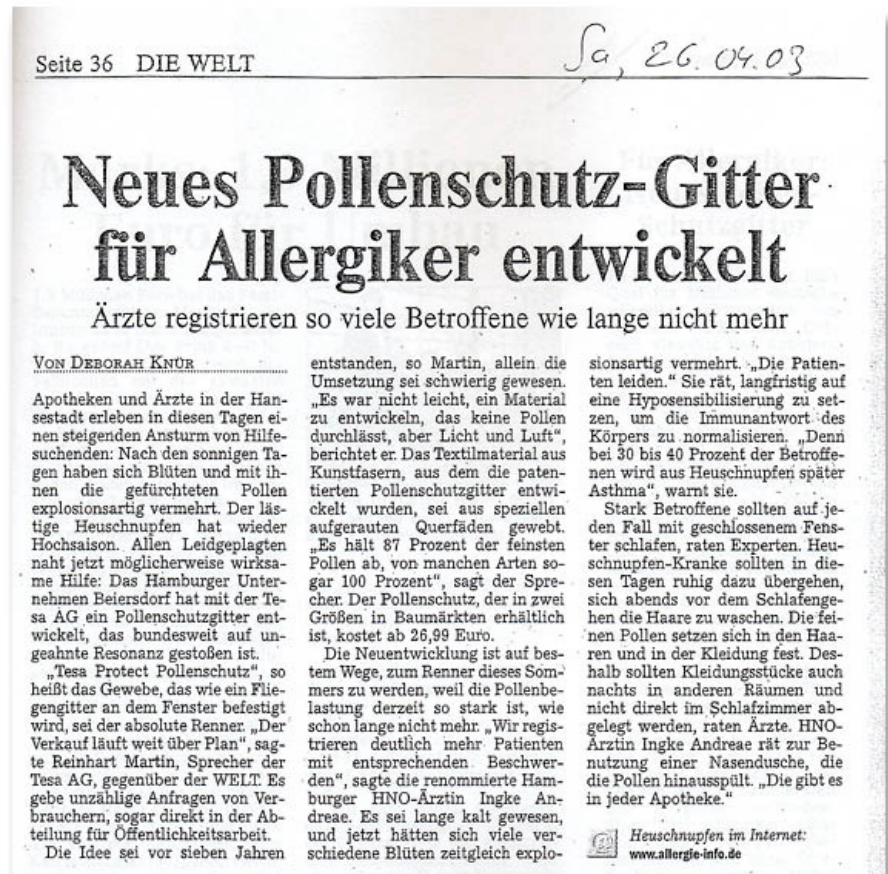 Seite 36 DIE WELT
Sa, 26.04.03
Neues Pollenschutz-Gitter
für Allergiker entwickelt
Ärzte registrieren so viele Betroffene wie lange nicht mehr
VON DEBORAH KNÜR
Apotheken und Ärzte in der Han-
sestadt erleben in diesen Tagen ei-
nen steigenden Ansturm von Hilfe-
suchenden: Nach den sonnigen Ta-
gen haben sich Blüten und mit ih-
nen die gefürchteten Pollen
explosionsartig vermehrt. Der läs-
tige Heuschnupfen hat wieder
Hochsaison. Allen Leidgeplagten
naht jetzt möglicherweise wirksa-
me Hilfe: Das Hamburger Unter-
nehmen Beiersdorf hat mit der Te-
sa AG ein Pollenschutzgitter ent-
wickelt, das bundesweit auf un-
geahnte Resonanz gestoßen ist.
„Tesa Protect Pollenschutz“, so
heißt das Gewebe, das wie ein Flie-
gengitter an dem Fenster befestigt
wird, sei der absolute Renner. „Der
Verkauf läuft weit über Plan“, sag-
te Reinhart Martin, Sprecher der
Tesa AG, gegenüber der WELT. Es
gebe unzählige Anfragen von Ver-
brauchern, sogar direkt in der Ab-
teilung für Öffentlichkeitsarbeit.
Die Idee sei vor sieben Jahren
entstanden, so Martin, allein die
Umsetzung sei schwierig gewesen.
„Es war nicht leicht, ein Material
zu entwickeln, das keine Pollen
durchlässt, aber Licht und Luft“,
berichtet er. Das Textilmaterial aus
Kunstfasern, aus dem die paten-
tierten Pollenschutzgitter entwi-
ckelt wurden, sei aus speziellen
aufgerauten Querfäden gewebt.
„Es hält 87 Prozent der feinsten
Pollen ab, von manchen Arten so-
gar 100 Prozent“, sagt der Spre-
cher. Der Pollenschutz, der in zwei
Größen in Baumärkten erhältlich
ist, kostet ab 26,99 Euro.
Die Neuentwicklung ist auf bes-
tem Wege, zum Renner dieses Som-
mers zu werden, weil die Pollenbe-
lastung derzeit so stark ist, wie
schon lange nicht mehr. „Wir regis-
trieren deutlich mehr Patienten
mit entsprechenden Beschwer-
den“, sagte die renommierte Ham-
burger HNO-Ärztin Ingke An-
dreae. Es sei lange kalt gewesen,
und jetzt hätten sich viele ver-
schiedene Blüten zeitgleich explo-
sionsartig vermehrt. „Die Patien-
ten leiden.“ Sie rät, langfristig auf
eine Hyposensibilisierung zu set-
zen, um die Immunantwort des
Körpers zu normalisieren. „Denn
bei 30 bis 40 Prozent der Betroffe-
nen wird aus Heuschnupfen später
Asthma“, warnt sie.
Stark Betroffene sollten auf je-
den Fall mit geschlossenem Fens-
ter schlafen, raten Experten. Heu-
schnupfen-Kranke sollten in die-
sen Tagen ruhig dazu übergehen,
sich abends vor dem Schlafenge-
hen die Haare zu waschen. Die fei-
nen Pollen setzen sich in den Haa-
ren und in der Kleidung fest. Des-
halb sollten Kleidungsstücke auch
nachts in anderen Räumen und
nicht direkt im Schlafzimmer ab-
gelegt werden, raten Ärzte. HNO-
Ärztin Ingke Andreae rät zur Be-
nutzung einer Nasendusche, die
die Pollen hinausspült. „Die gibt es
in jeder Apotheke.“
@ Heuschnupfen im Internet:
www.allergie-info.de